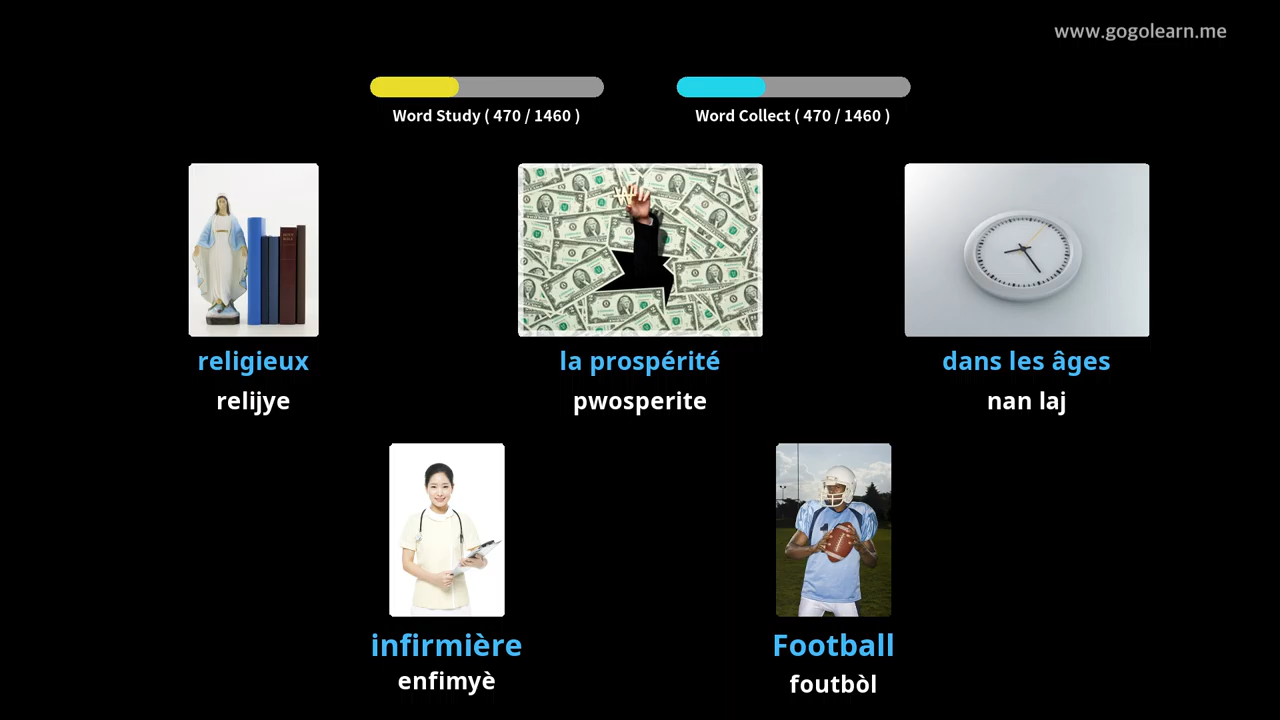 www.gogolearn.me
Word Study ( 470 / 1460 )
Word Collect ( 470 / 1460 )
religieux
relijye
la prospérité
pwosperite
dans les âges
nan laj
infirmière
enfimyè
Football
foutbòl